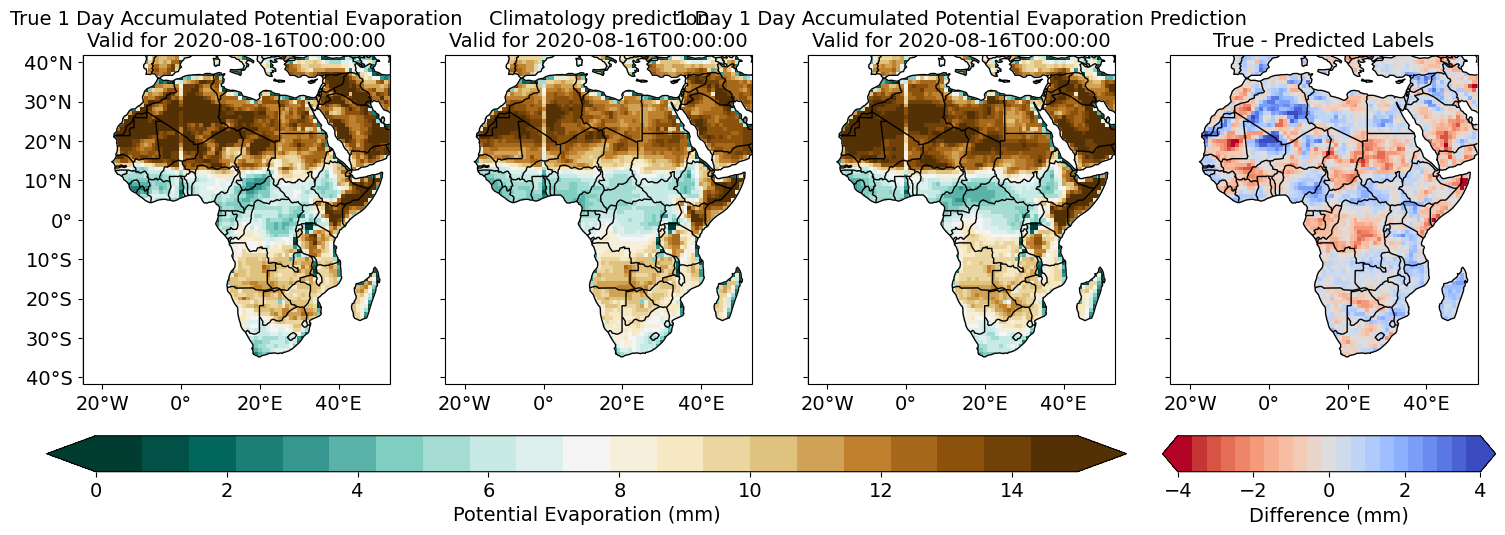 True 1 Day Accumulated Potential Evaporation
Valid for 2020-08-16T00:00:00
Climatology prediction
Valid for 2020-08-16T00:00:00
1 Day 1 Day Accumulated Potential Evaporation Prediction
Valid for 2020-08-16T00:00:00
True - Predicted Labels
40°N
30°N
20°N
10°N
0°
10°S
20°S
30°S
40°S
20°W 0° 20°E 40°E
20°W 0° 20°E 40°E
20°W 0° 20°E 40°E
20°W 0° 20°E 40°E
0 2 4 6 8 10 12 14
Potential Evaporation (mm)
−4 −2 0 2 4
Difference (mm)